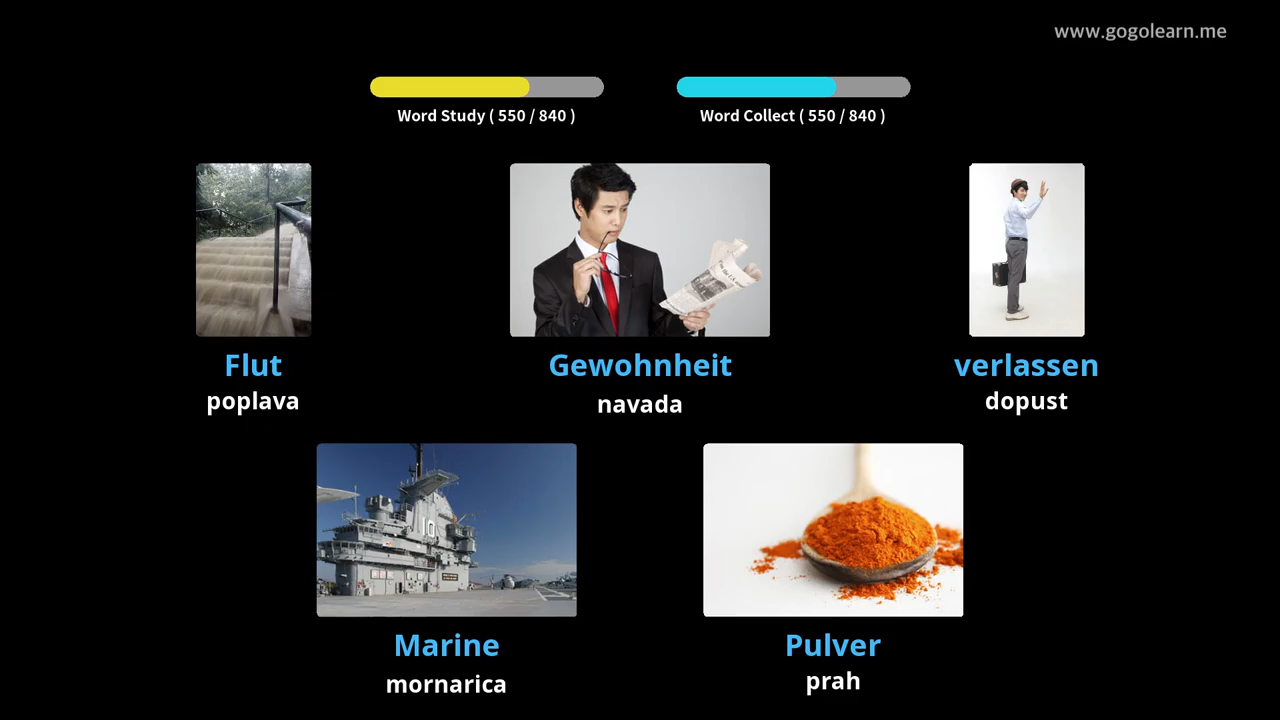 www.gogolearn.me
Word Study ( 550 / 840 )
Word Collect ( 550 / 840 )
Flut
poplava
Gewohnheit
navada
verlassen
dopust
Marine
mornarica
Pulver
prah